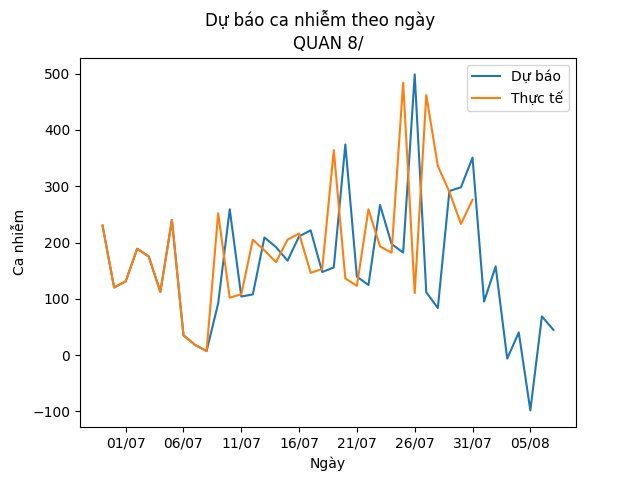 Dự báo ca nhiễm theo ngày
QUAN 8/
Dự báo
Thực tế
Ca nhiễm
500
400
300
200
100
0
−100
01/07 06/07 11/07 16/07 21/07 26/07 31/07 05/08
Ngày